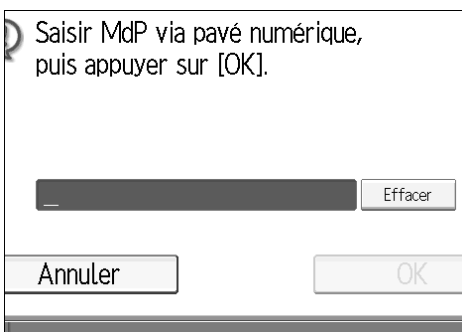 Saisir MdP via pavé numérique,
puis appuyer sur [OK].
Effacer
Annuler
OK